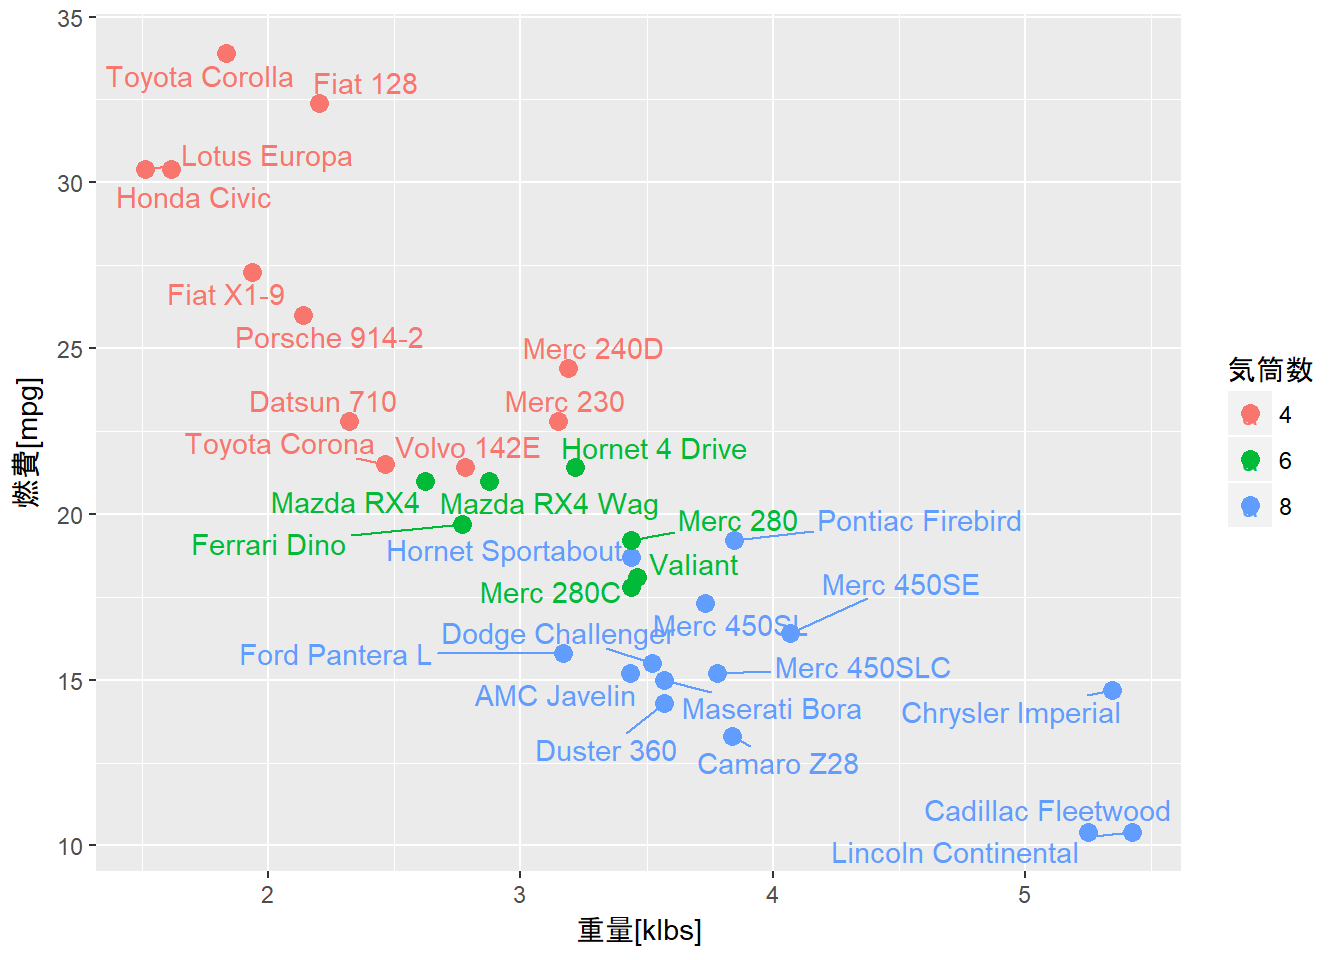 35
Toyota Corolla
Fiat 128
30
Lotus Europa
Honda Civic
Fiat X1-9
Porsche 914-2
25
Merc 240D
Datsun 710
Merc 230
Toyota Corona
Volvo 142E
Hornet 4 Drive
Mazda RX4
Mazda RX4 Wag
20
Merc 280
Pontiac Firebird
Ferrari Dino
Hornet Sportabout
Valiant
Merc 280C
Merc 450SE
Merc 450SL
Dodge Challenger
Ford Pantera L
Merc 450SLC
15
AMC Javelin
Maserati Bora
Chrysler Imperial
Duster 360
Camaro Z28
Cadillac Fleetwood
10
Lincoln Continental
2
3
4
5
重量[klbs]
燃費[mpg]
気筒数
4
6
8